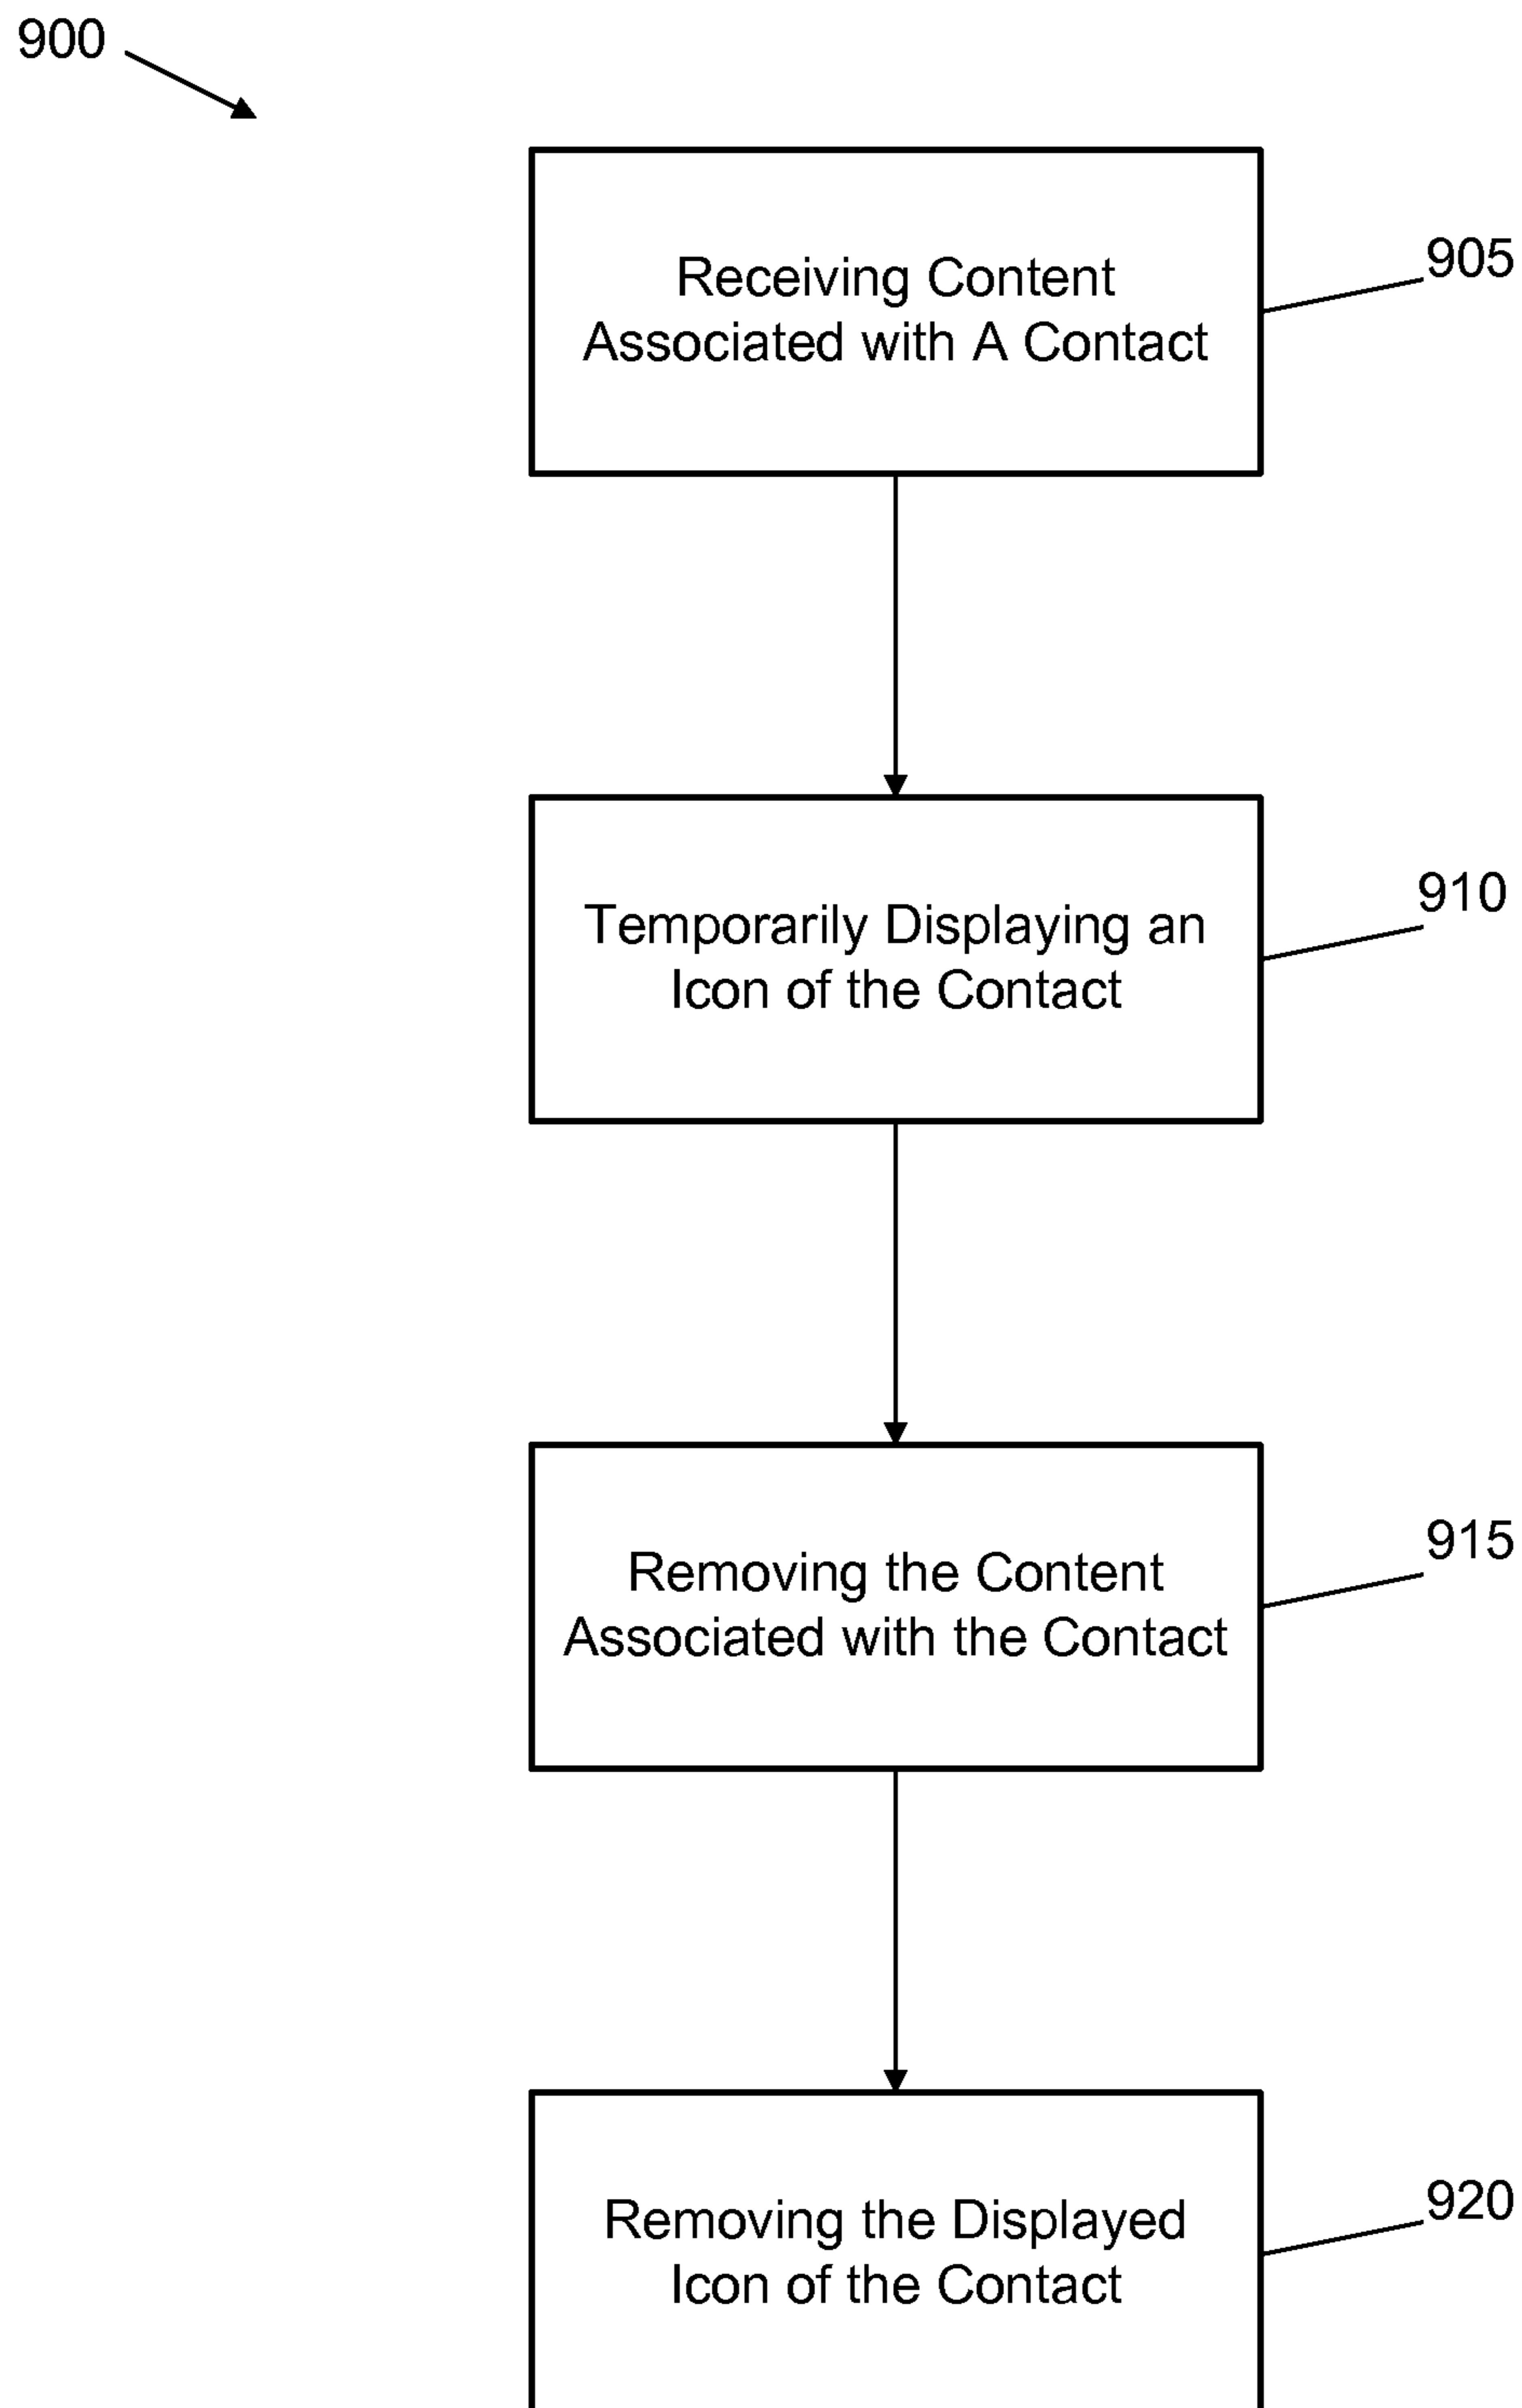 900
Receiving Content
Associated with A Contact
905
Temporarily Displaying an
Icon of the Contact
910
Removing the Content
Associated with the Contact
915
Removing the Displayed
Icon of the Contact
920